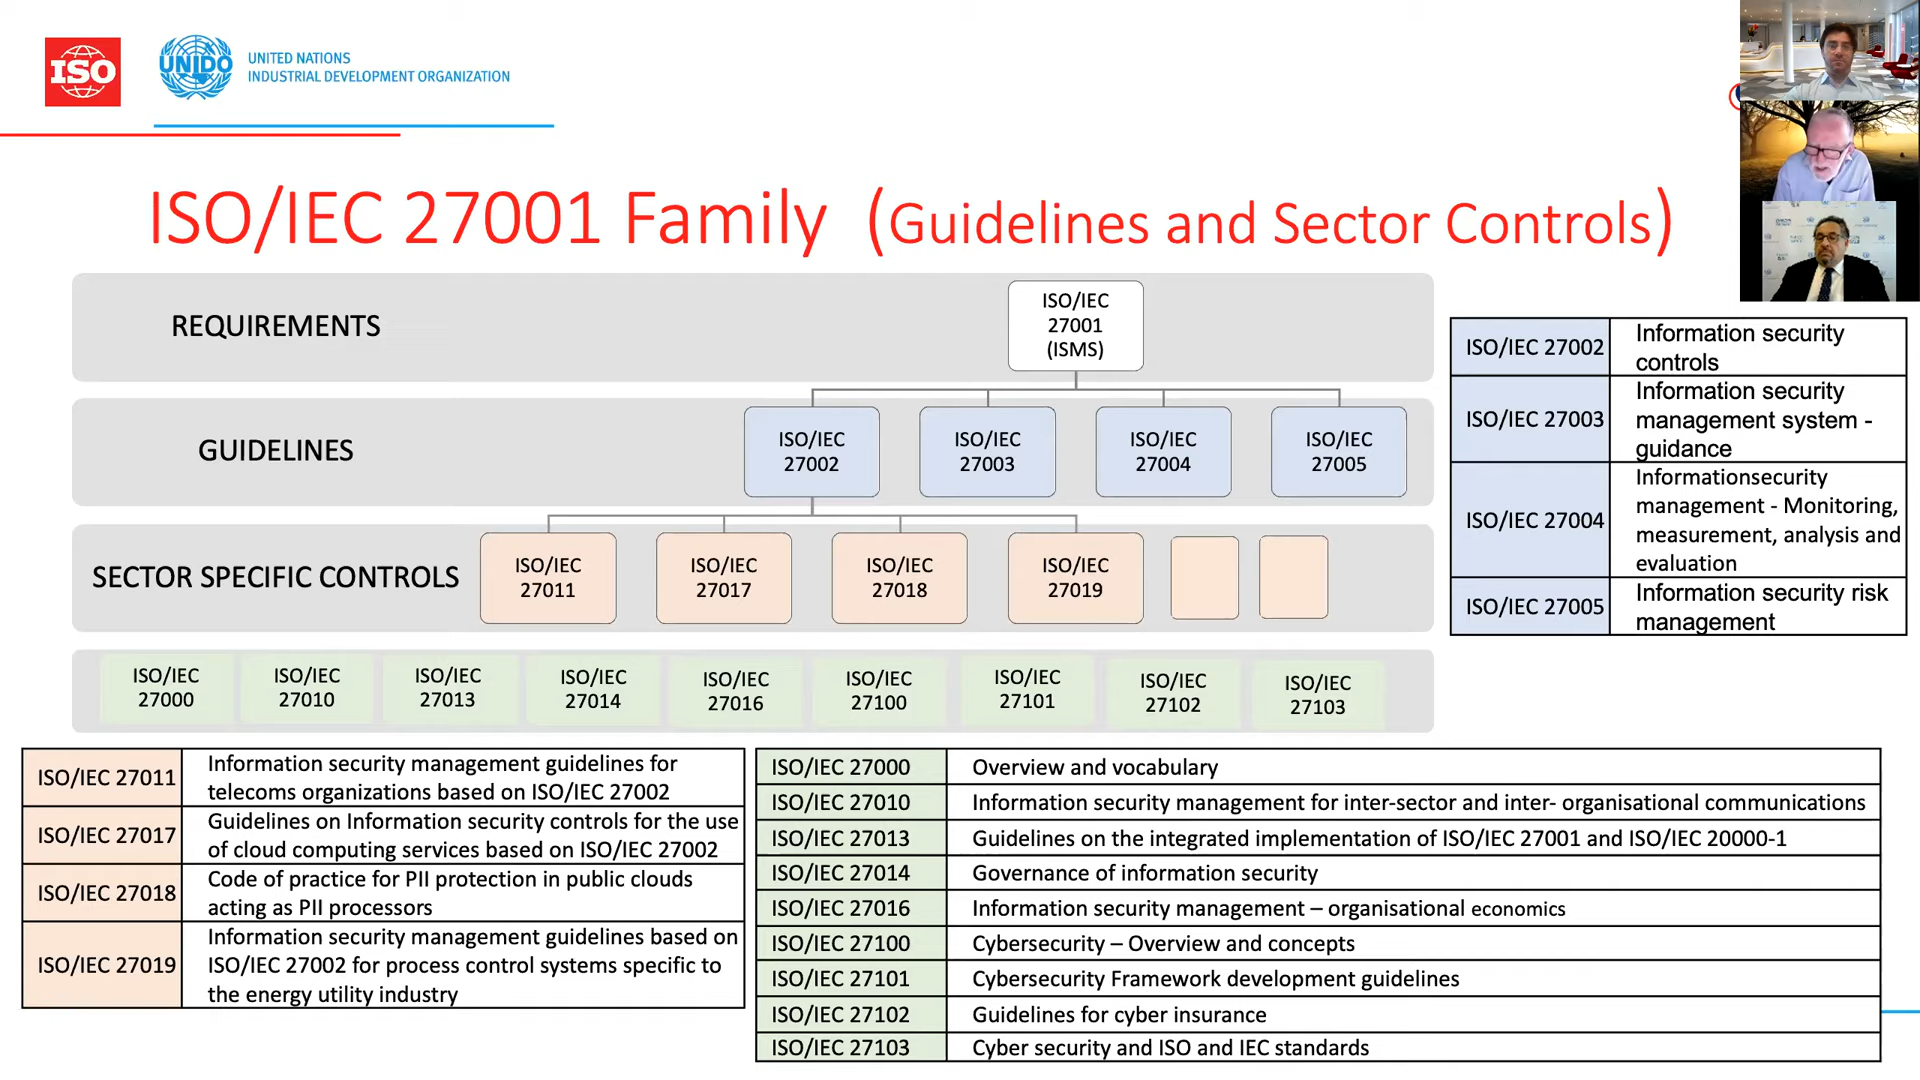 ISO
UNIDO
UNITED NATIONS
INDUSTRIAL DEVELOPMENT ORGANIZATION
ISO/IEC 27001 Family (Guidelines and Sector Controls)
REQUIREMENTS
ISO/IEC
27001
(ISMS)
GUIDELINES
ISO/IEC
27002
ISO/IEC
27003
ISO/IEC
27004
ISO/IEC
27005
SECTOR SPECIFIC CONTROLS
ISO/IEC
27011
ISO/IEC
27017
ISO/IEC
27018
ISO/IEC
27019
ISO/IEC
27000
ISO/IEC
27010
ISO/IEC
27013
ISO/IEC
27014
ISO/IEC
27016
ISO/IEC
27100
ISO/IEC
27101
ISO/IEC
27102
ISO/IEC
27103
ISO/IEC 27002
Information security
controls
ISO/IEC 27003
Information security
management system -
guidance
ISO/IEC 27004
Informationsecurity
management - Monitoring,
measurement, analysis and
evaluation
ISO/IEC 27005
Information security risk
management
ISO/IEC 27011
Information security management guidelines for
telecoms organizations based on ISO/IEC 27002
ISO/IEC 27017
Guidelines on Information security controls for the use
of cloud computing services based on ISO/IEC 27002
ISO/IEC 27018
Code of practice for PII protection in public clouds
acting as PII processors
ISO/IEC 27019
Information security management guidelines based on
ISO/IEC 27002 for process control systems specific to
the energy utility industry
ISO/IEC 27000 Overview and vocabulary
ISO/IEC 27010 Information security management for inter-sector and inter- organisational communications
ISO/IEC 27013 Guidelines on the integrated implementation of ISO/IEC 27001 and ISO/IEC 20000-1
ISO/IEC 27014 Governance of information security
ISO/IEC 27016 Information security management – organisational economics
ISO/IEC 27100 Cybersecurity – Overview and concepts
ISO/IEC 27101 Cybersecurity Framework development guidelines
ISO/IEC 27102 Guidelines for cyber insurance
ISO/IEC 27103 Cyber security and ISO and IEC standards